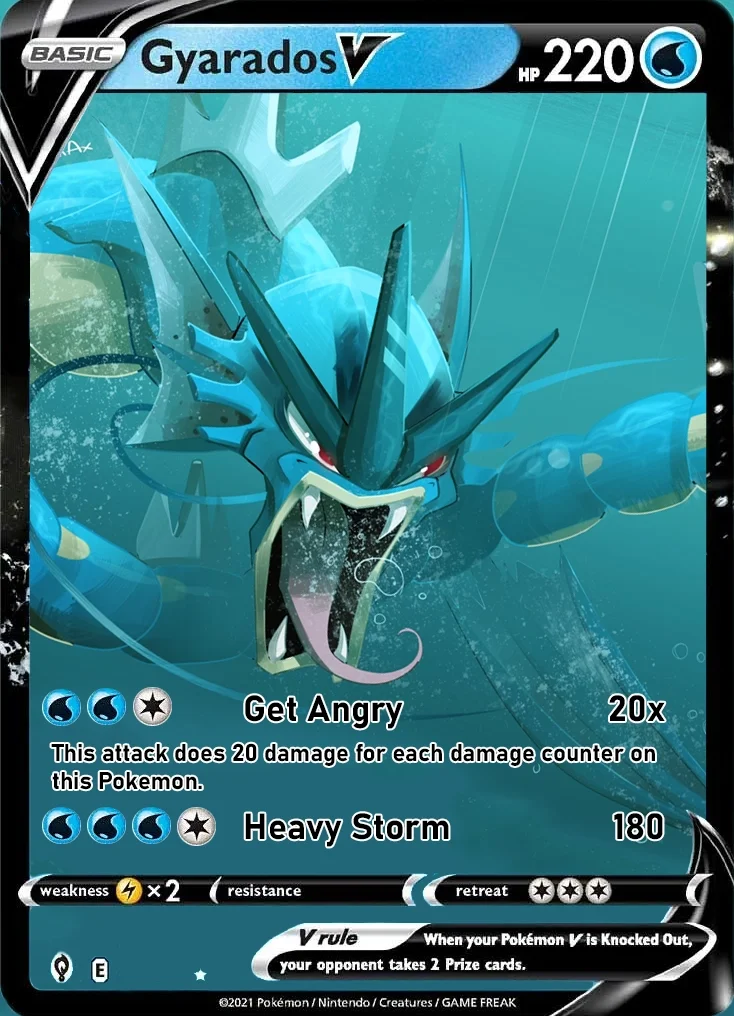 BASIC Gyarados V HP 220
Get Angry 20x
This attack does 20 damage for each damage counter on
this Pokemon.
Heavy Storm 180
weakness ×2 resistance retreat
V rule When your Pokémon V is Knocked Out,
your opponent takes 2 Prize cards.
E
©2021 Pokémon / Nintendo / Creatures / GAME FREAK